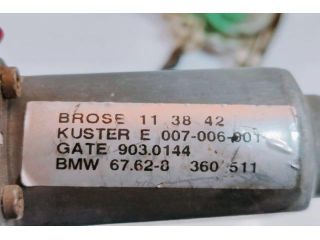 BROSE 11 38 42
KUSTER E 007-006-001
GATE 903.0144
BMW 67.62-8 360 511